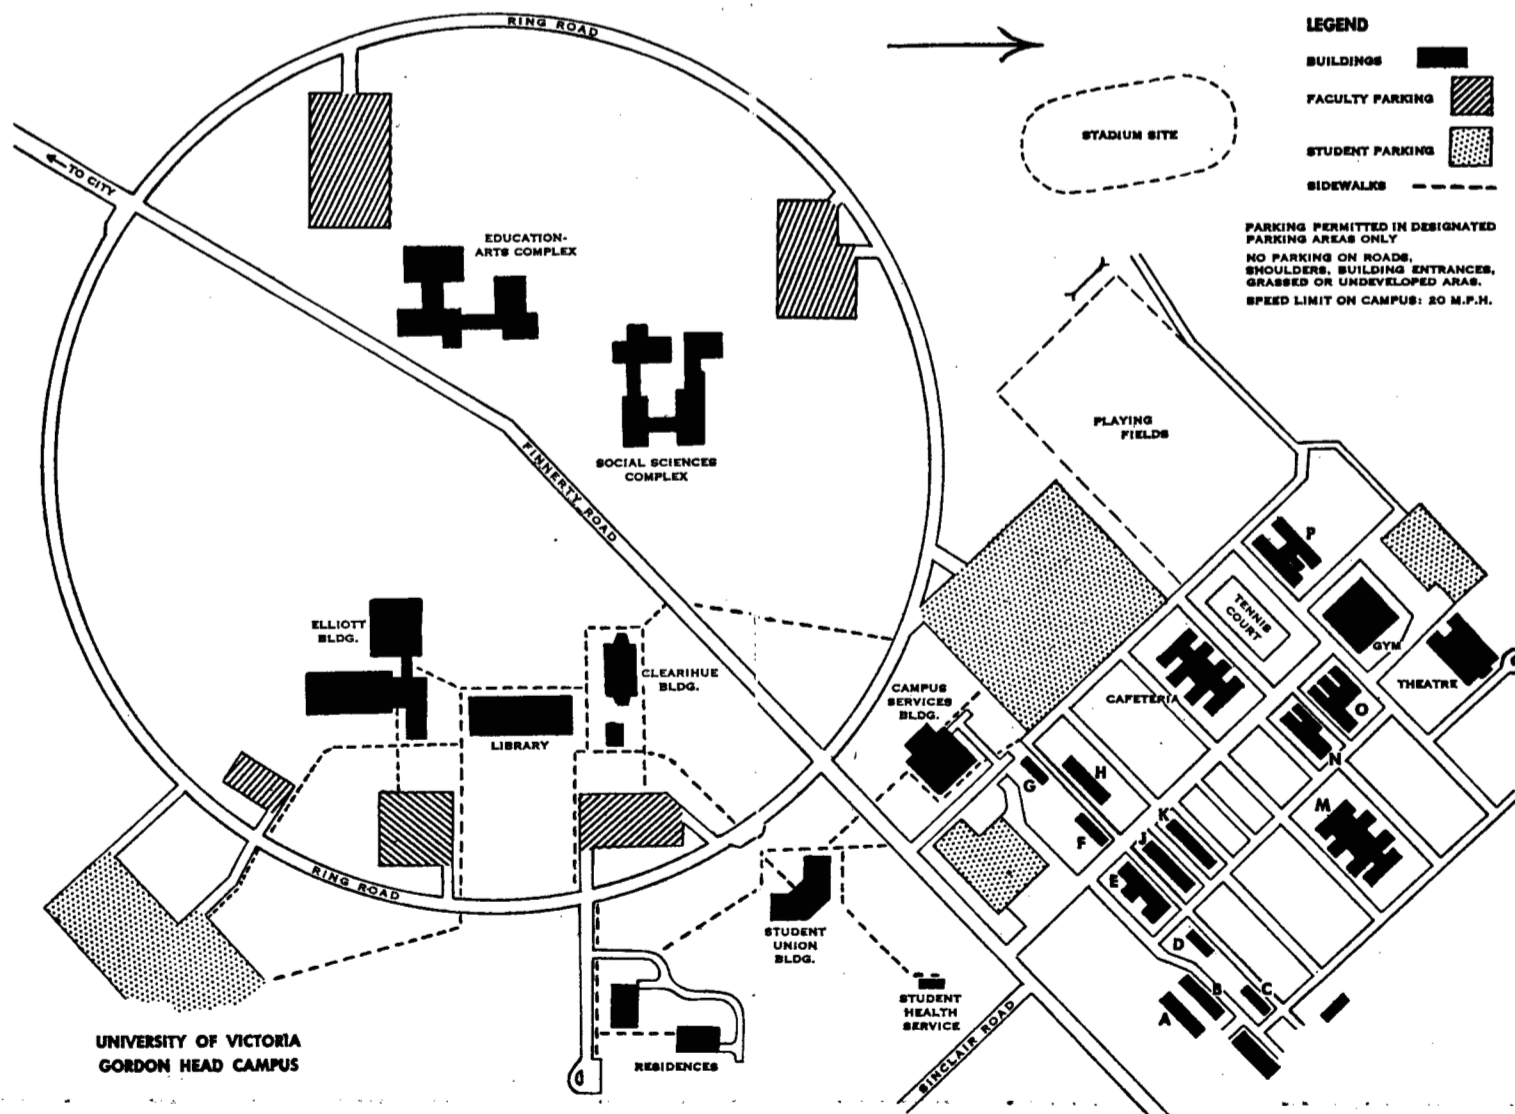 RING ROAD
LEGEND
BUILDINGS
FACULTY PARKING
STUDENT PARKING
SIDEWALKS
PARKING PERMITTED IN DESIGNATED
PARKING AREAS ONLY
NO PARKING ON ROADS,
SHOULDERS, BUILDING ENTRANCES,
GRASSED OR UNDEVELOPED ARAS.
SPEED LIMIT ON CAMPUS: 20 M.P.H.
STADIUM SITE
TO CITY
EDUCATION-
ARTS COMPLEX
SOCIAL SCIENCES
COMPLEX
FINNERTY ROAD
PLAYING
FIELDS
P
TENNIS
COURT
GYM
THEATRE
CAFETERIA
O
N
M
ELLIOTT
BLDG.
CLEARIHUE
BLDG.
LIBRARY
CAMPUS
SERVICES
BLDG.
G
H
F
K
J
E
D
C
B
A
RING ROAD
STUDENT
UNION
BLDG.
STUDENT
HEALTH
SERVICE
SINCLAIR ROAD
RESIDENCES
UNIVERSITY OF VICTORIA
GORDON HEAD CAMPUS